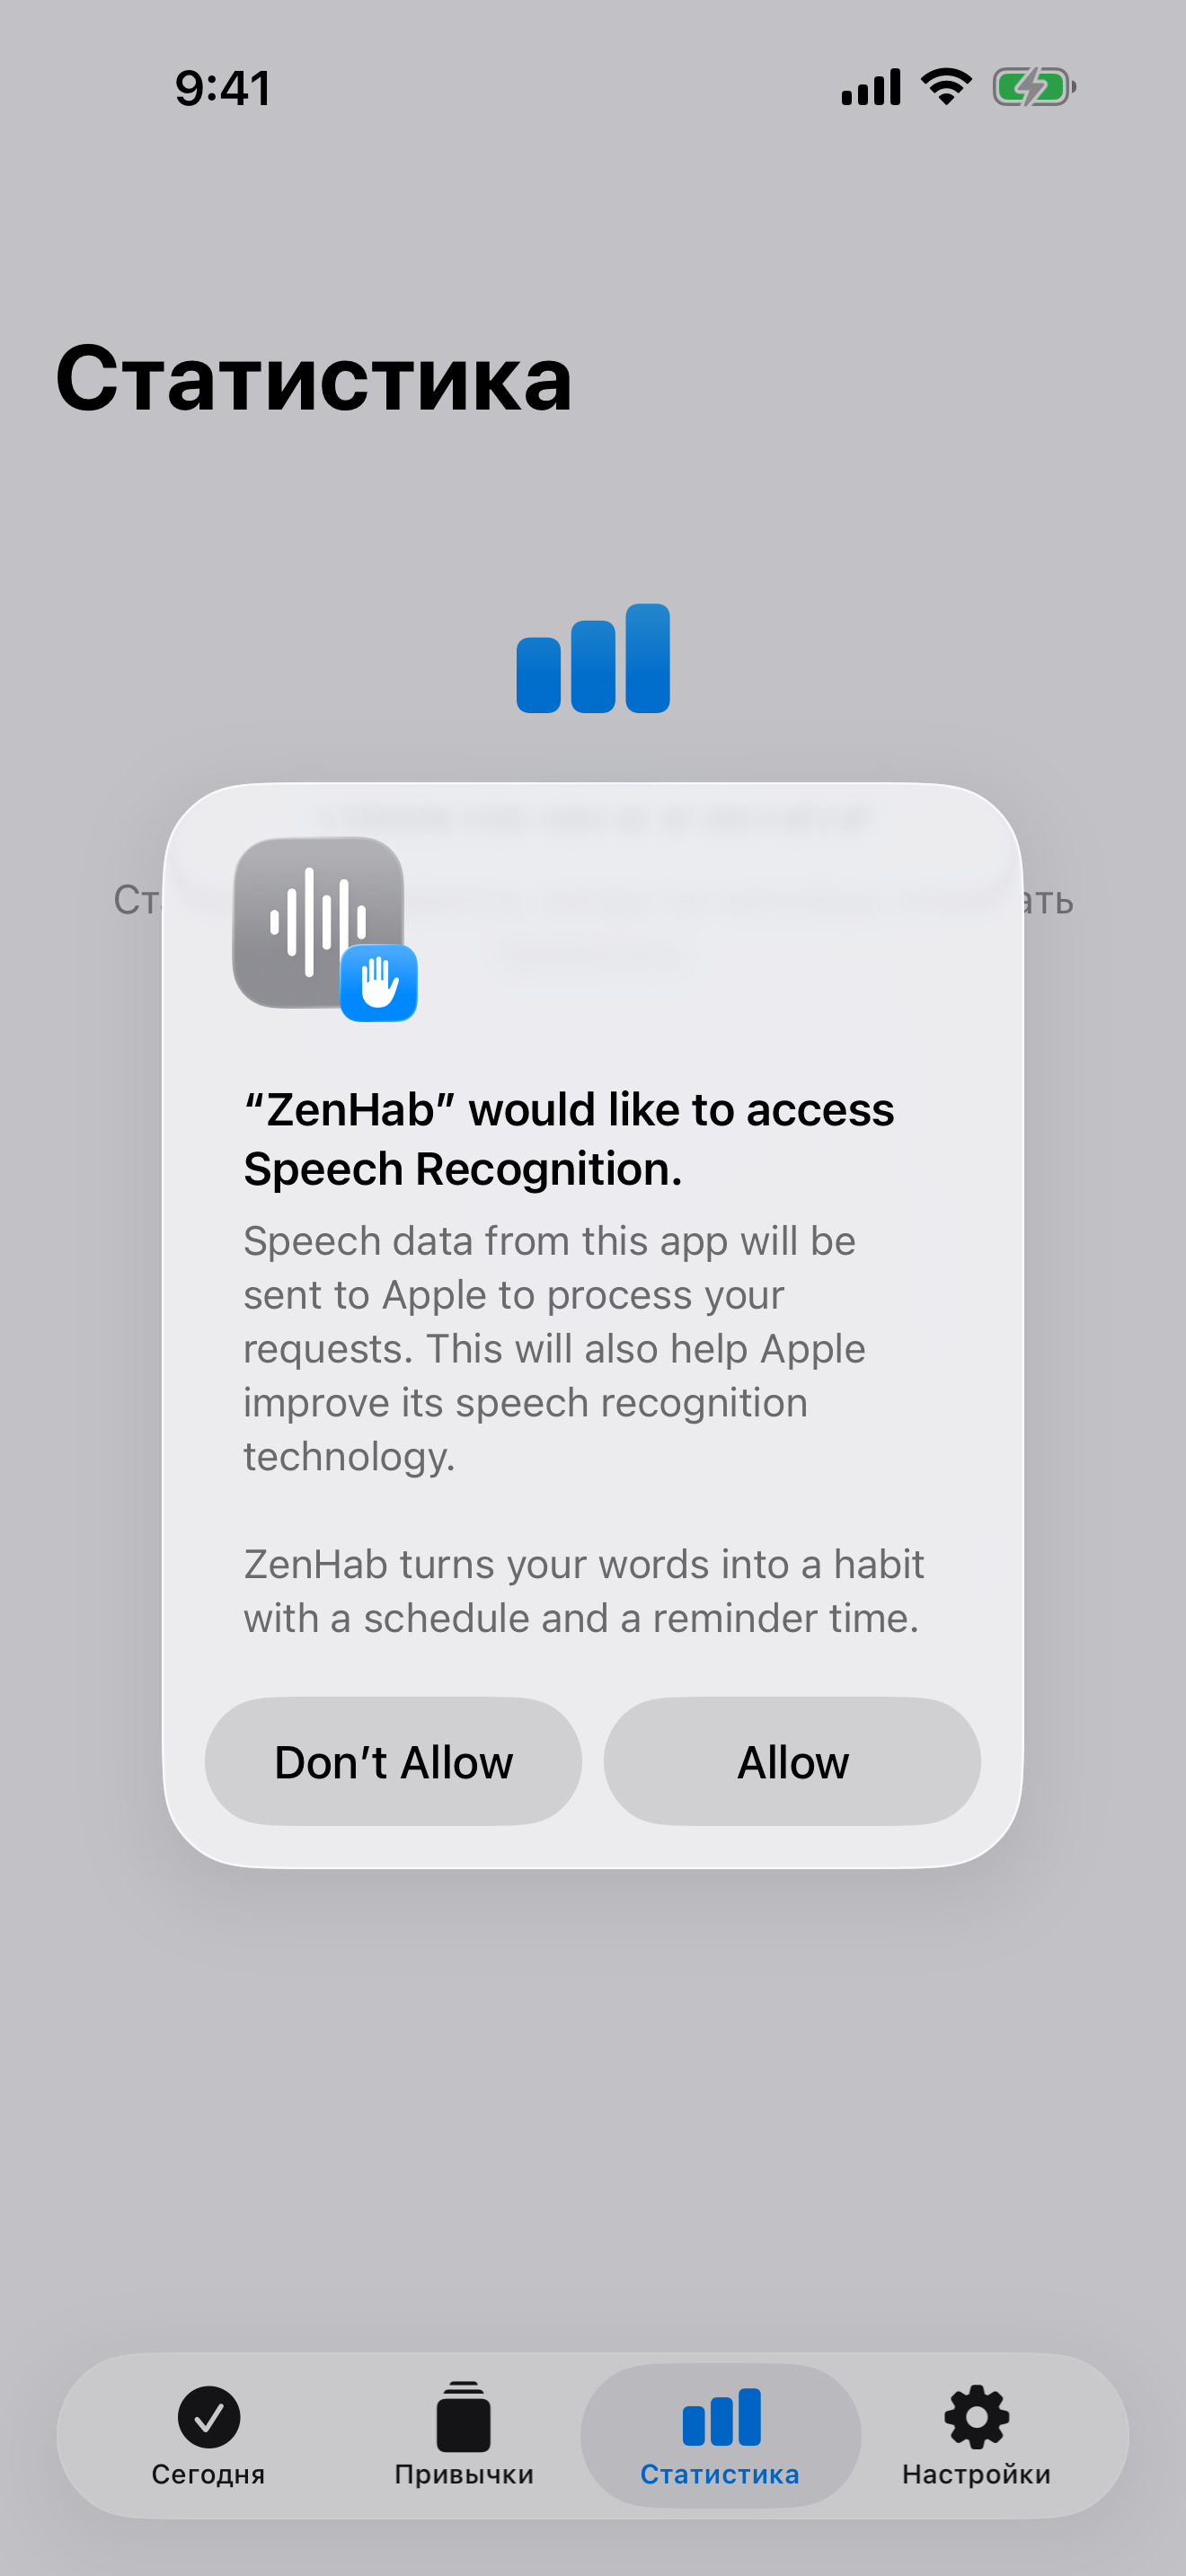 9:41
Статистика
“ZenHab” would like to access
Speech Recognition.
Speech data from this app will be
sent to Apple to process your
requests. This will also help Apple
improve its speech recognition
technology.
ZenHab turns your words into a habit
with a schedule and a reminder time.
Don’t Allow
Allow
Сегодня
Привычки
Статистика
Настройки